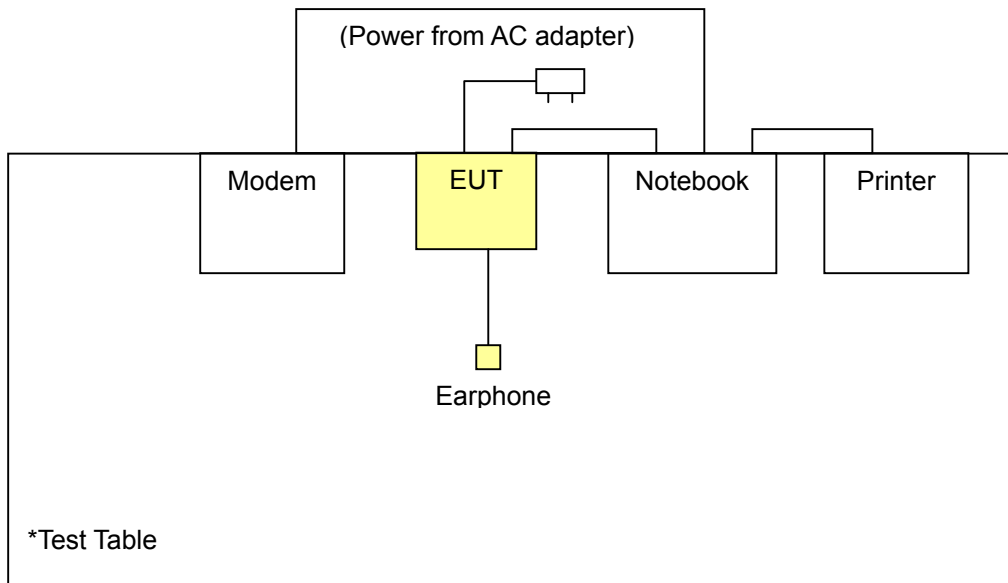 (Power from AC adapter)
Modem
EUT
Notebook
Printer
Earphone
*Test Table